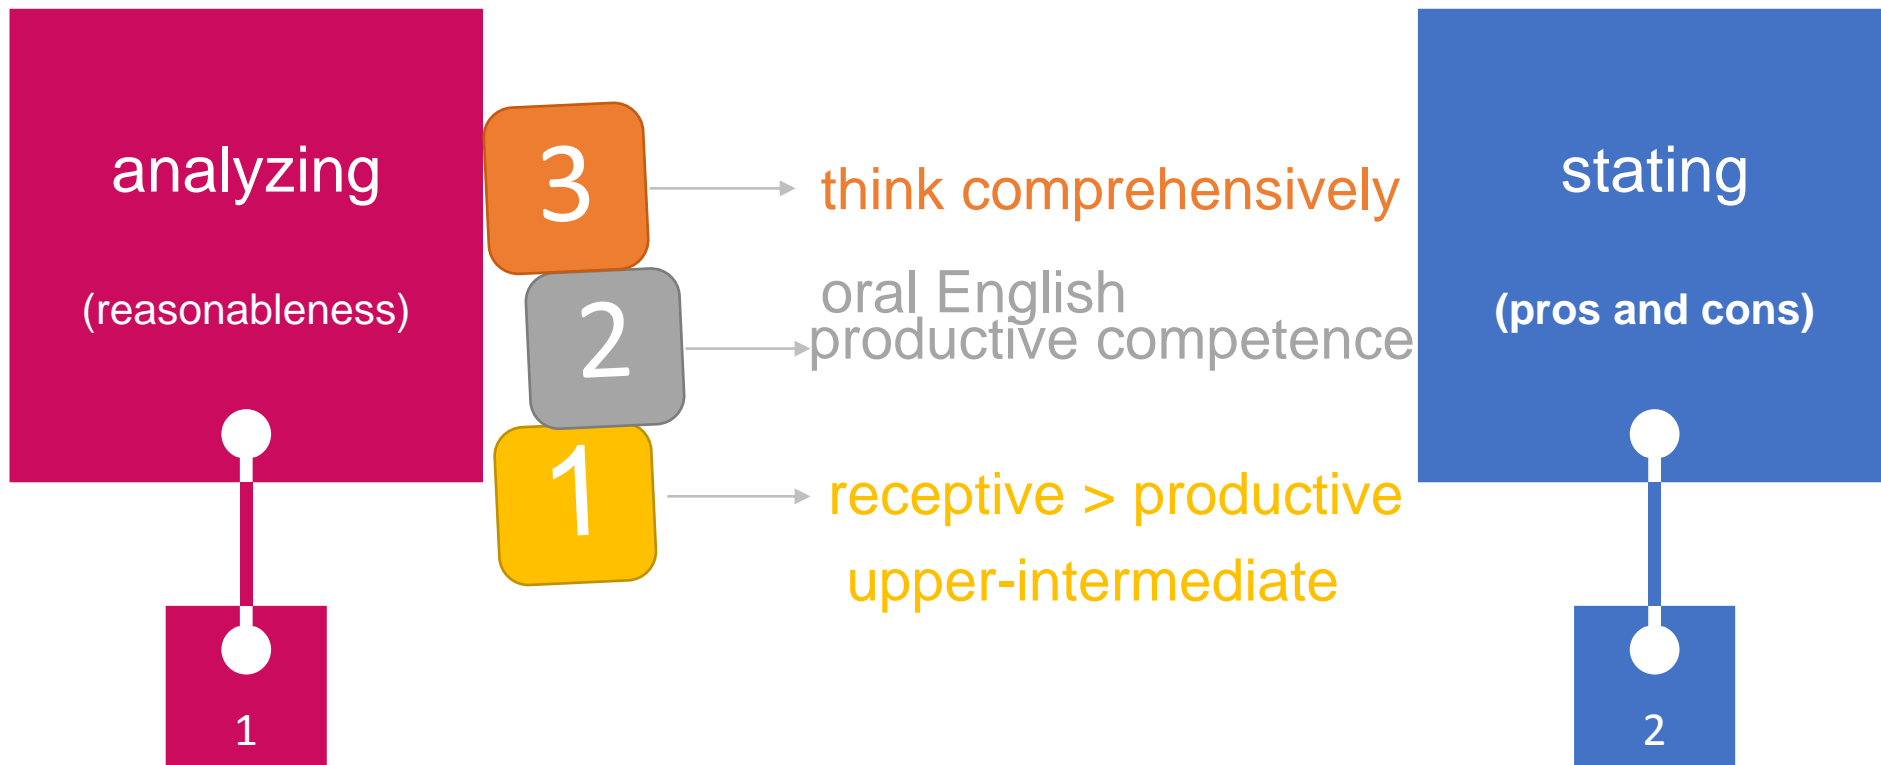 analyzing
(reasonableness)
1
3
think comprehensively
2
oral English
productive competence
1
receptive > productive
upper-intermediate
stating
(pros and cons)
2